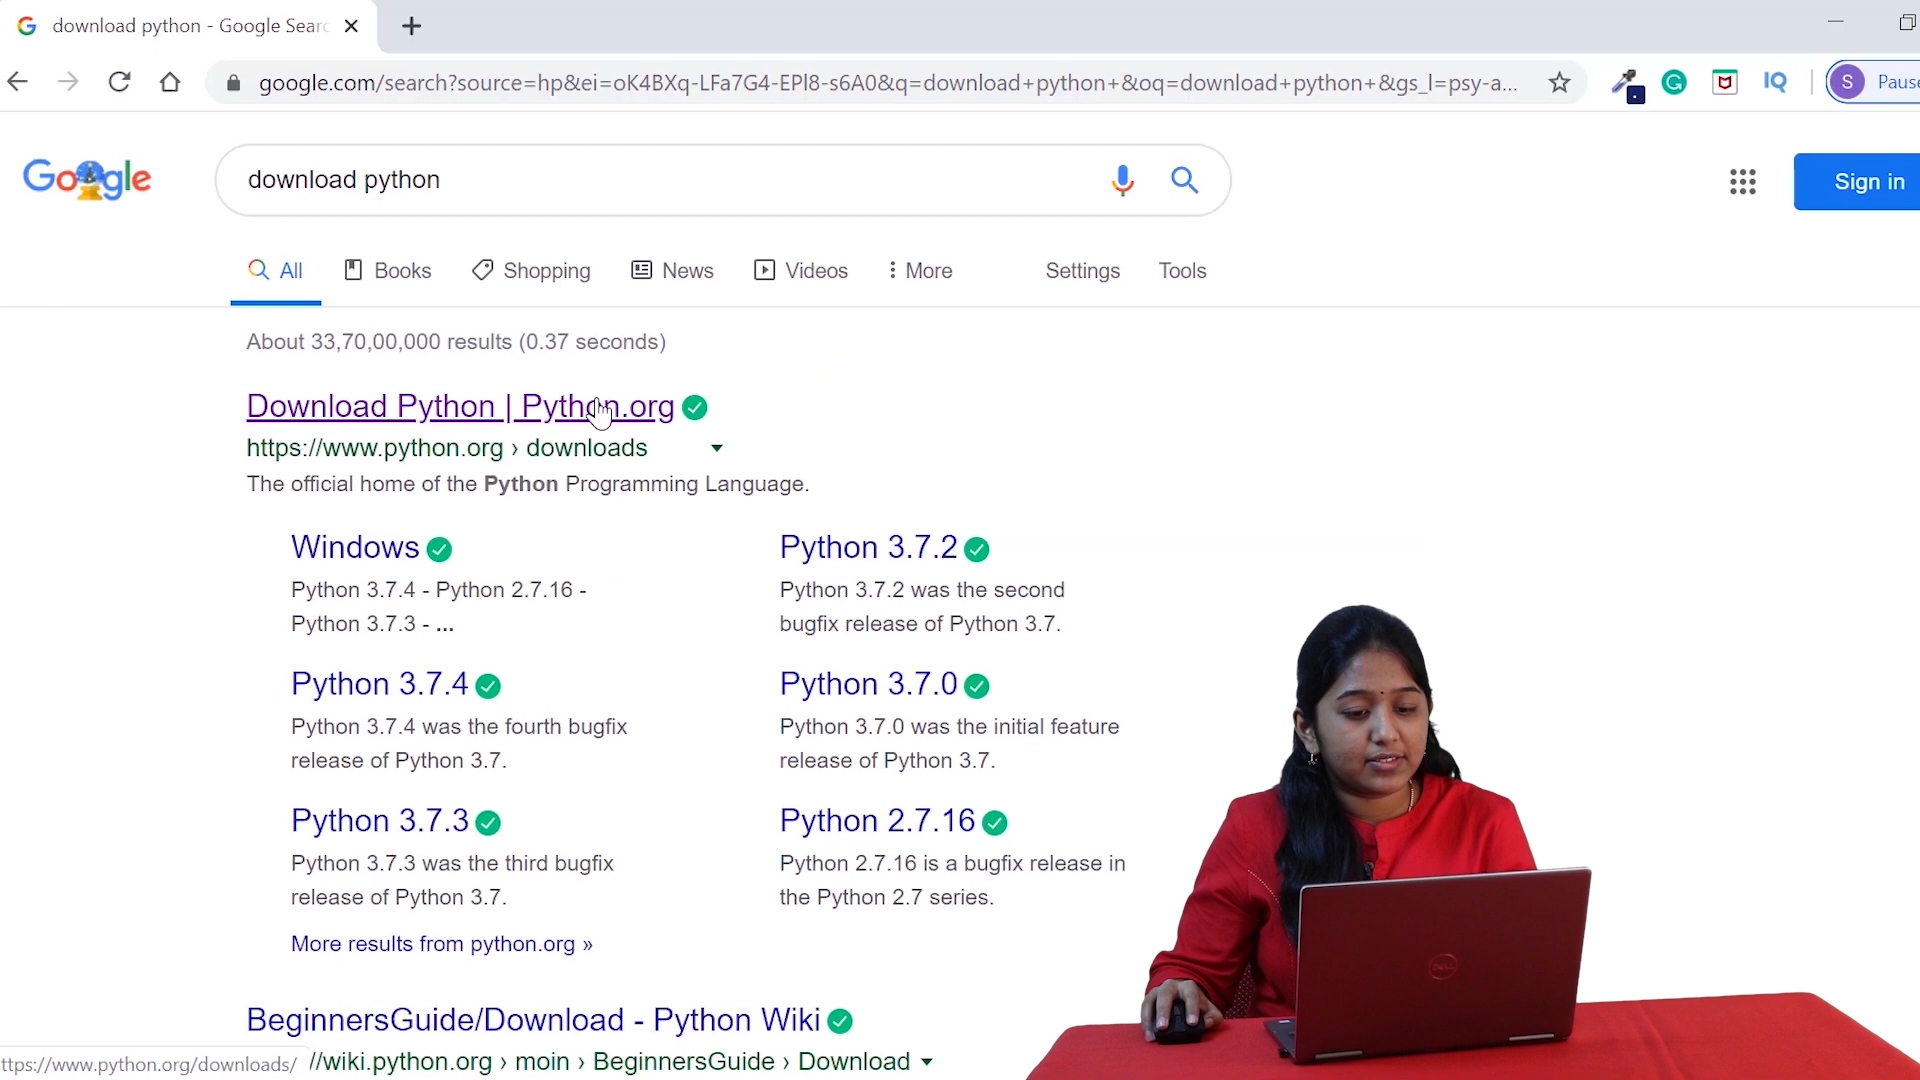 download python - Google Searc
google.com/search?source=hp&ei=oK4BXq-LFa7G4-EPl8-s6A0&q=download+python+&oq=download+python+&gs_l=psy-a...
S Pause
Google
download python
Sign in
All Books Shopping News Videos More Settings Tools
About 33,70,00,000 results (0.37 seconds)
Download Python | Python.org
https://www.python.org › downloads
The official home of the Python Programming Language.
Windows
Python 3.7.4 - Python 2.7.16 -
Python 3.7.3 - ...
Python 3.7.2
Python 3.7.2 was the second
bugfix release of Python 3.7.
Python 3.7.4
Python 3.7.4 was the fourth bugfix
release of Python 3.7.
Python 3.7.0
Python 3.7.0 was the initial feature
release of Python 3.7.
Python 3.7.3
Python 3.7.3 was the third bugfix
release of Python 3.7.
Python 2.7.16
Python 2.7.16 is a bugfix release in
the Python 2.7 series.
More results from python.org »
BeginnersGuide/Download - Python Wiki
//wiki.python.org › moin › BeginnersGuide › Download
ttps://www.python.org/downloads/
DELL